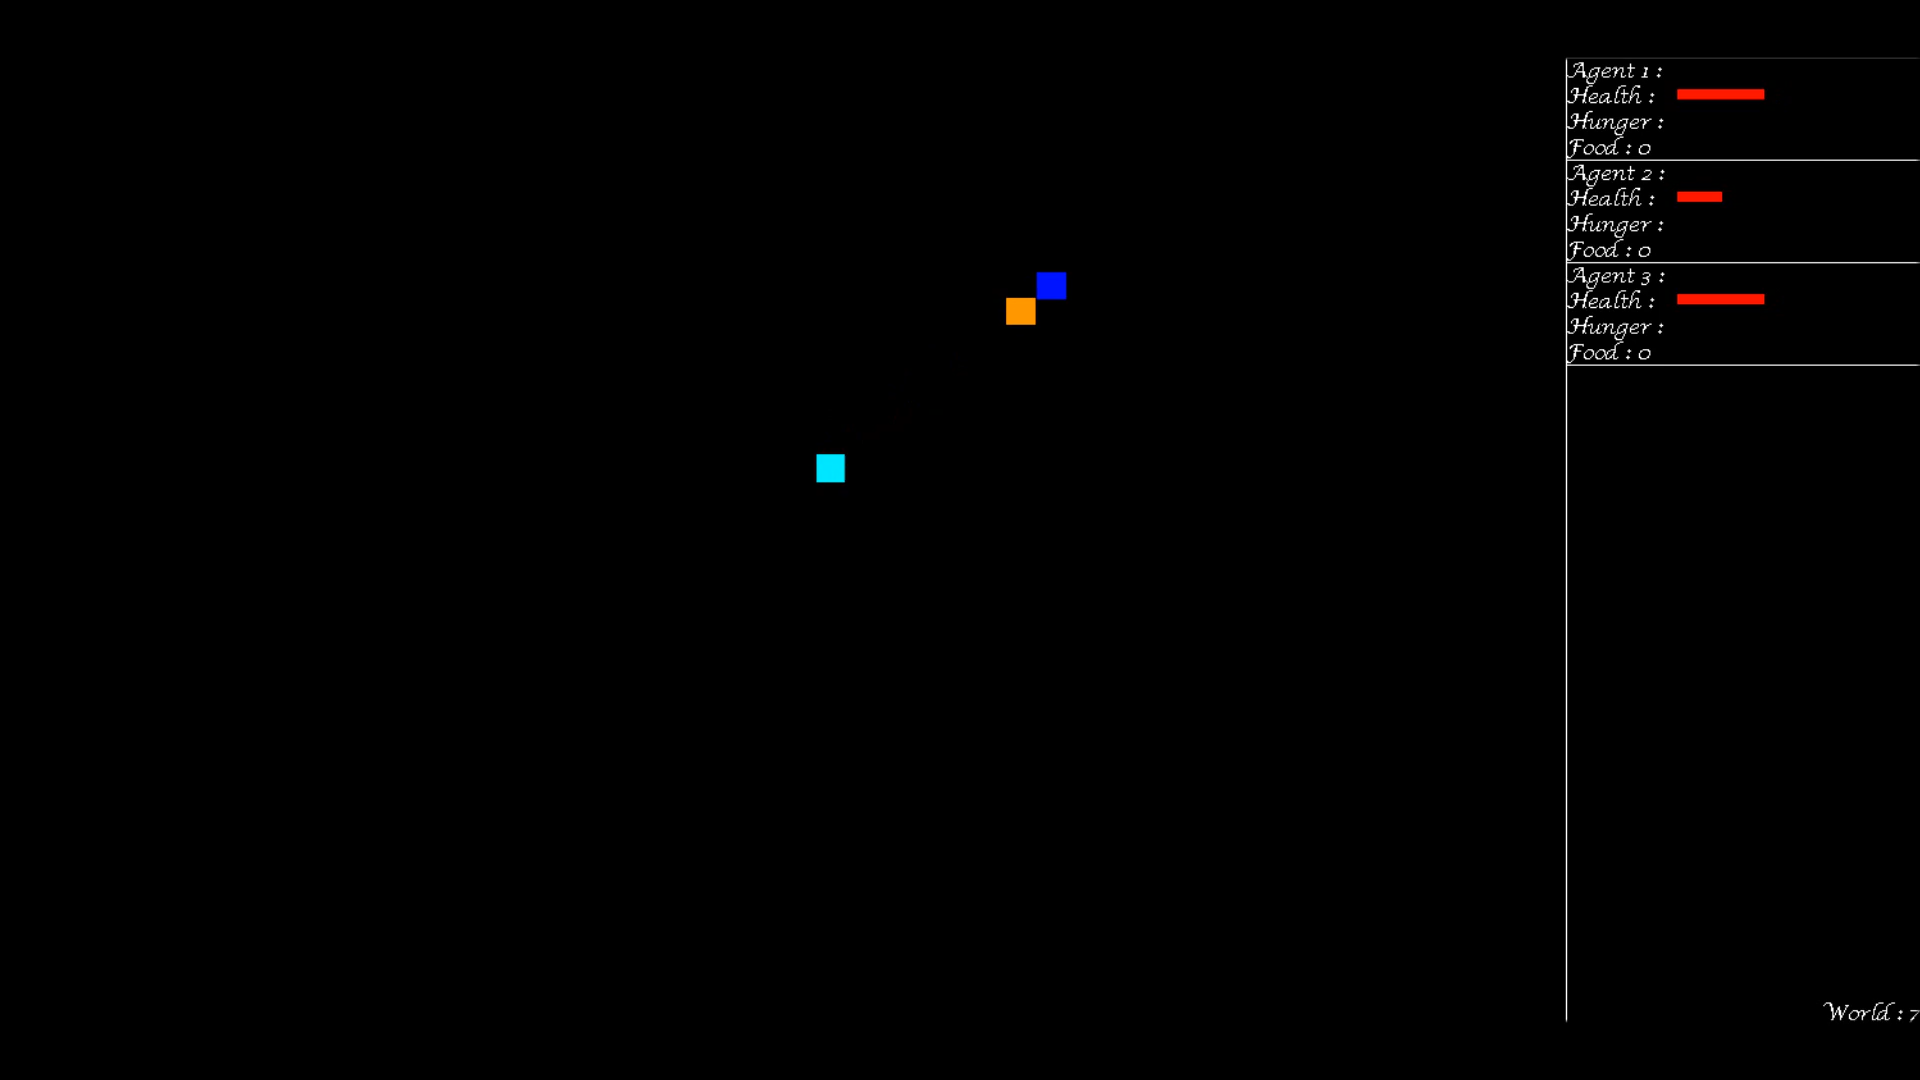 Agent 1 :
Health :
Hunger :
Food : 0
Agent 2 :
Health :
Hunger :
Food : 0
Agent 3 :
Health :
Hunger :
Food : 0
World : 7